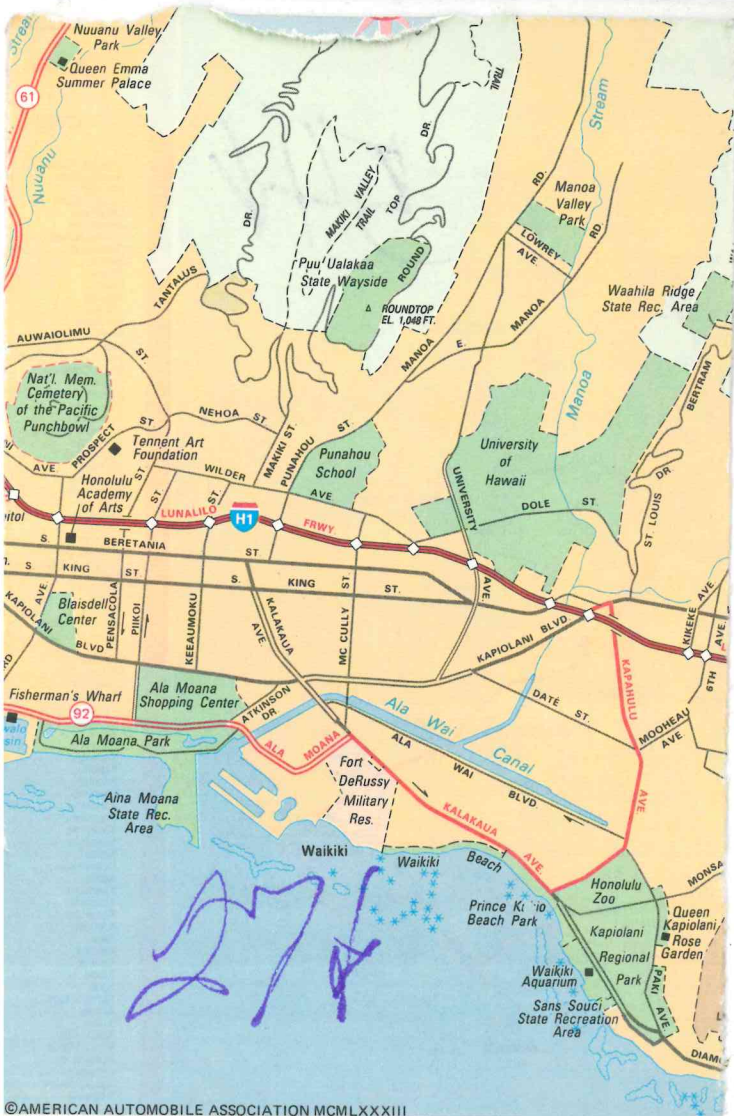 Nuuanu Valley
Park
Queen Emma
Summer Palace
61
Nuuanu
Stream
TRAIL
DR.
DR.
MAKIKI VALLEY
TRAIL
ROUND
TOP
Puu Ualakaa
State Wayside
ROUNDTOP
EL. 1,048 FT.
Stream
Manoa
RD.
Manoa
Valley
Park
LOWREY
AVE.
RD
MANOA
E.
MANOA
Waahila Ridge
State Rec. Area
TANTALUS
AUWAIOLIMU
ST.
Nat'l. Mem.
Cemetery
of the Pacific
Punchbowl
PROSPECT
ST
NEHOA ST
MAKIKI ST.
PUNAHOU
ST.
Tennent Art
Foundation
AVE.
Honolulu
Academy
of Arts
WILDER
AVE
ST
ST
ST.
Punahou
School
University
of
Hawaii
UNIVERSITY
AVE.
DOLE ST.
BERTRAM
ST. LOUIS
DR.
LUNALILO
H1
FRWY
S. BERETANIA ST
S KING ST
S. KING ST.
KAPIOLANI
BLVD
AVE.
Blaisdell
Center
PENSACOLA
PIIKOI
KEEAUMOKU
KALAKAUA
AVE.
MC CULLY
ST
KAPIOLANI BLVD.
KIKEKE AVE
6TH AVE.
KAPAHULU
AVE
DATE ST.
MOOHEAU
AVE.
Fisherman's Wharf
92
Ala Moana
Shopping Center
ATKINSON
DR
Ala Moana Park
ALA MOANA
Ala Wai Canal
ALA WAI BLVD.
Aina Moana
State Rec.
Area
Fort
DeRussy
Military
Res.
KALAKAUA AVE.
Waikiki
Waikiki Beach
Prince K io
Beach Park
Honolulu
Zoo
MONSA
Kapiolani
Regional
Park
Queen
Kapiolani
Rose
Garden
PAKI AVE.
Waikiki
Aquarium
Sans Souci
State Recreation
Area
DIAM
©AMERICAN AUTOMOBILE ASSOCIATION MCMLXXXIII